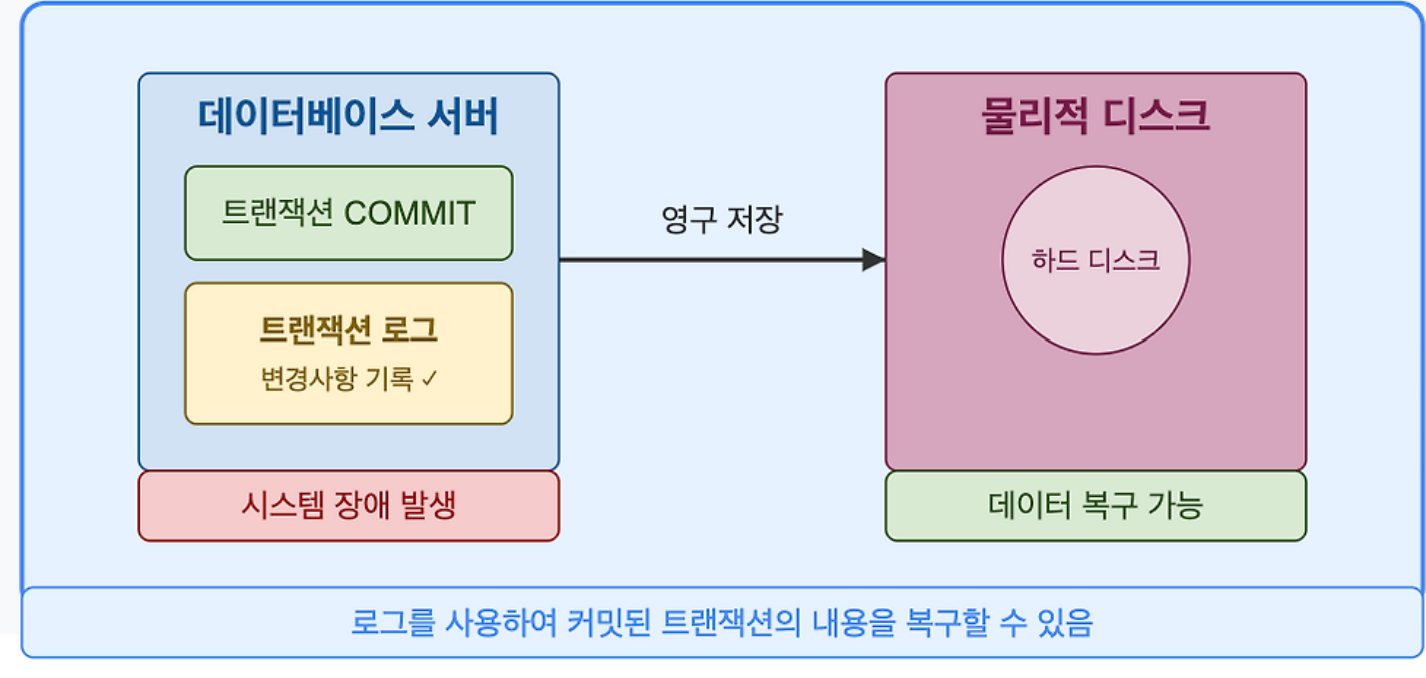 데이터베이스 서버
트랜잭션 COMMIT
트랜잭션 로그
변경사항 기록 ✓
시스템 장애 발생
영구 저장
물리적 디스크
하드 디스크
데이터 복구 가능
로그를 사용하여 커밋된 트랜잭션의 내용을 복구할 수 있음